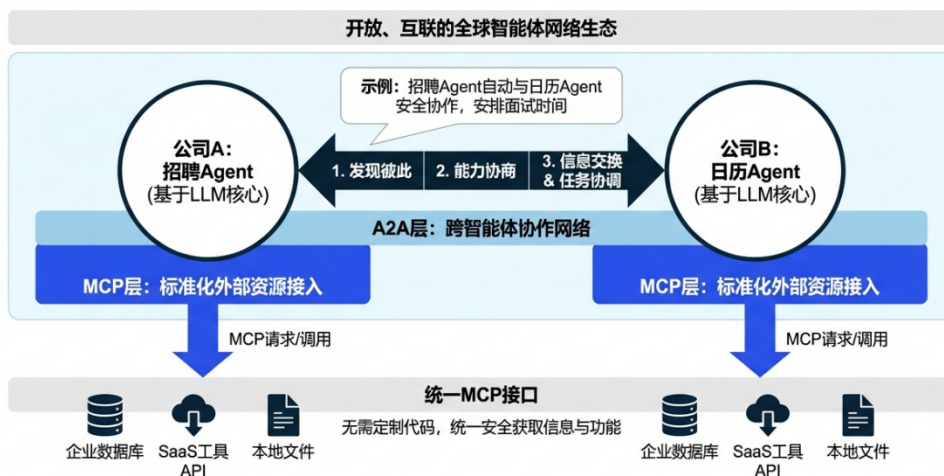 开放、互联的全球智能体网络生态
示例：招聘Agent自动与日历Agent
安全协作，安排面试时间
公司A：
招聘Agent
(基于LLM核心)
1. 发现彼此
2. 能力协商
3. 信息交换
& 任务协调
公司B：
日历Agent
(基于LLM核心)
A2A层：跨智能体协作网络
MCP层：标准化外部资源接入
MCP层：标准化外部资源接入
MCP请求/调用
MCP请求/调用
统一MCP接口
无需定制代码，统一安全获取信息与功能
企业数据库
SaaS工具
API
本地文件
企业数据库
SaaS工具
API
本地文件